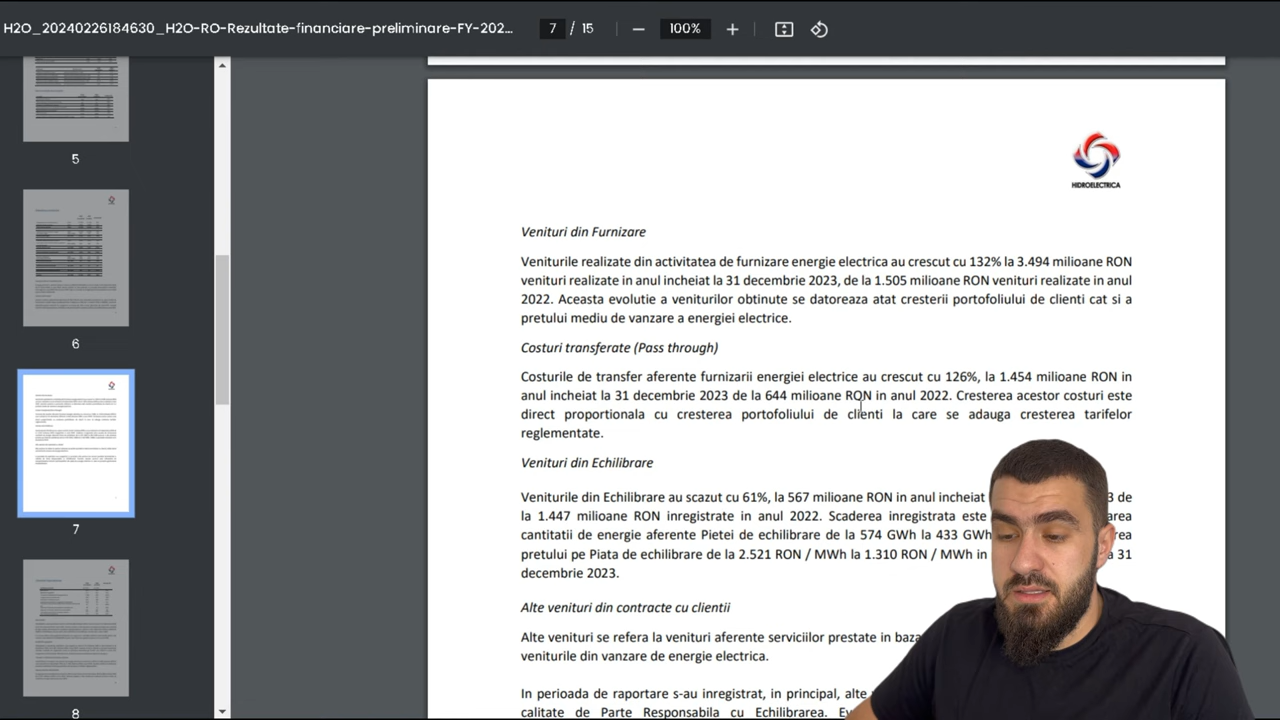 H2O_20240226184630_H2O-RO-Rezultate-financiare-preliminare-FY-202...
7 / 15
100%
5
6
7
8
HIDROELECTRICA
Venituri din Furnizare
Veniturile realizate din activitatea de furnizare energie electrica au crescut cu 132% la 3.494 milioane RON
venituri realizate in anul incheiat la 31 decembrie 2023, de la 1.505 milioane RON venituri realizate in anul
2022. Aceasta evolutie a veniturilor obtinute se datoreaza atat cresterii portofoliului de clienti cat si a
pretului mediu de vanzare a energiei electrice.
Costuri transferate (Pass through)
Costurile de transfer aferente furnizarii energiei electrice au crescut cu 126%, la 1.454 milioane RON in
anul incheiat la 31 decembrie 2023 de la 644 milioane RON in anul 2022. Cresterea acestor costuri este
direct proportionala cu cresterea portofoliului de clienti la care se adauga cresterea tarifelor
reglementate.
Venituri din Echilibrare
Veniturile din Echilibrare au scazut cu 61%, la 567 milioane RON in anul incheiat 3 de
la 1.447 milioane RON inregistrate in anul 2022. Scaderea inregistrata este
cantitatii de energie aferente Pietei de echilibrare de la 574 GWh la 433 GWh
pretului pe Piata de echilibrare de la 2.521 RON / MWh la 1.310 RON / MWh in a 31
decembrie 2023.
Alte venituri din contracte cu clientii
Alte venituri se refera la venituri aferente serviciilor prestate in baza
veniturile din vanzare de energie electrica.
In perioada de raportare s-au inregistrat, in principal, alte
calitate de Parte Responsabila cu Echilibrarea.